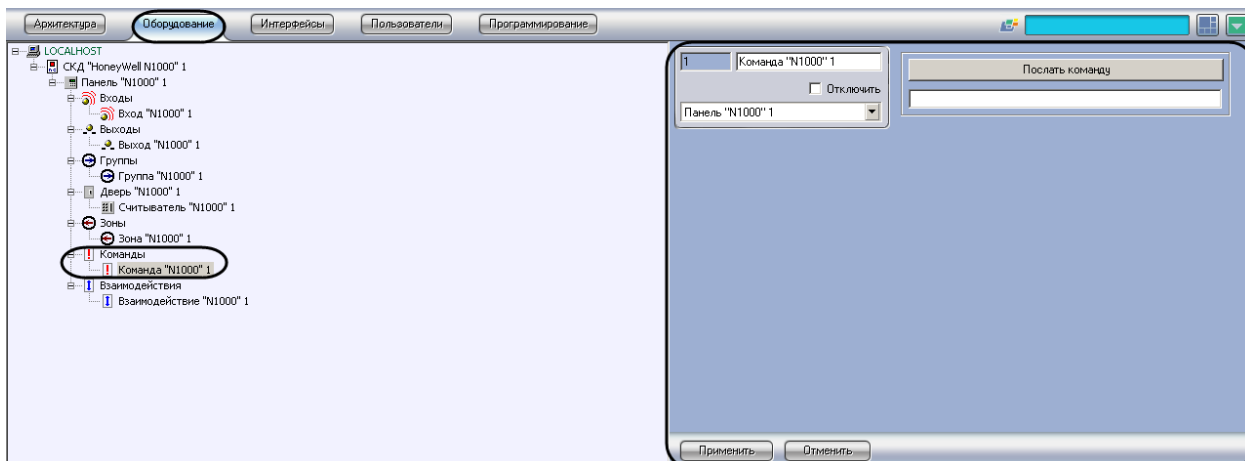 Архитектура Оборудование Интерфейсы Пользователи Программирование
LOCALHOST
СКД "HoneyWell N1000" 1
Панель "N1000" 1
Входы
Вход "N1000" 1
Выходы
Выход "N1000" 1
Группы
Группа "N1000" 1
Дверь "N1000" 1
Считыватель "N1000" 1
Зоны
Зона "N1000" 1
Команды
Команда "N1000" 1
Взаимодействия
Взаимодействие "N1000" 1
1 Команда "N1000" 1
Отключить
Панель "N1000" 1
Послать команду
Применить Отменить